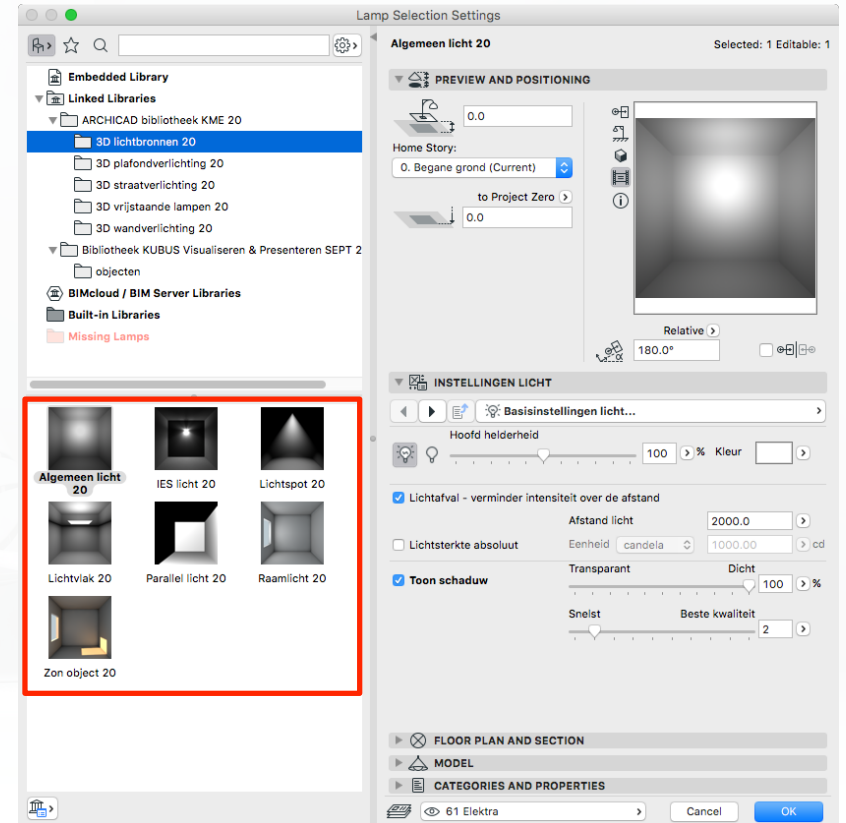 Lamp Selection Settings
Embedded Library
Linked Libraries
ARCHICAD bibliotheek KME 20
3D lichtbronnen 20
3D plafondverlichting 20
3D straatverlichting 20
3D vrijstaande lampen 20
3D wandverlichting 20
Bibliotheek KUBUS Visualiseren & Presenteren SEPT 2
objecten
BIMcloud / BIM Server Libraries
Built-in Libraries
Missing Lamps
Algemeen licht
20
IES licht 20
Lichtspot 20
Lichtvlak 20
Parallel licht 20
Raamlicht 20
Zon object 20
Algemeen licht 20
Selected: 1 Editable: 1
PREVIEW AND POSITIONING
0.0
Home Story:
0. Begane grond (Current)
to Project Zero
0.0
Relative
α
180.0°
INSTELLINGEN LICHT
Basisinstellingen licht...
Hoofd helderheid
100 % Kleur
Lichtafval - verminder intensiteit over de afstand
Afstand licht 2000.0
Lichtsterkte absoluut Eenheid candela 1000.00 cd
Toon schaduw
Transparant Dicht
100 %
Snelst Beste kwaliteit
2
FLOOR PLAN AND SECTION
MODEL
CATEGORIES AND PROPERTIES
61 Elektra
Cancel
OK